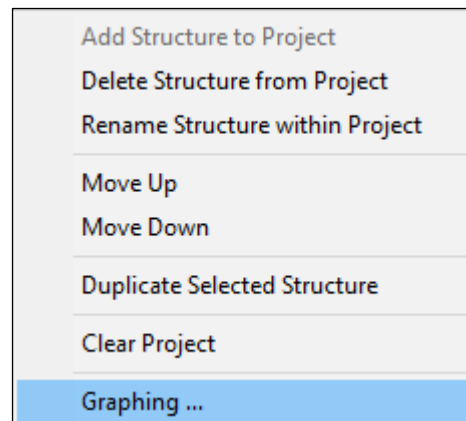 Add Structure to Project
Delete Structure from Project
Rename Structure within Project
Move Up
Move Down
Duplicate Selected Structure
Clear Project
Graphing ...